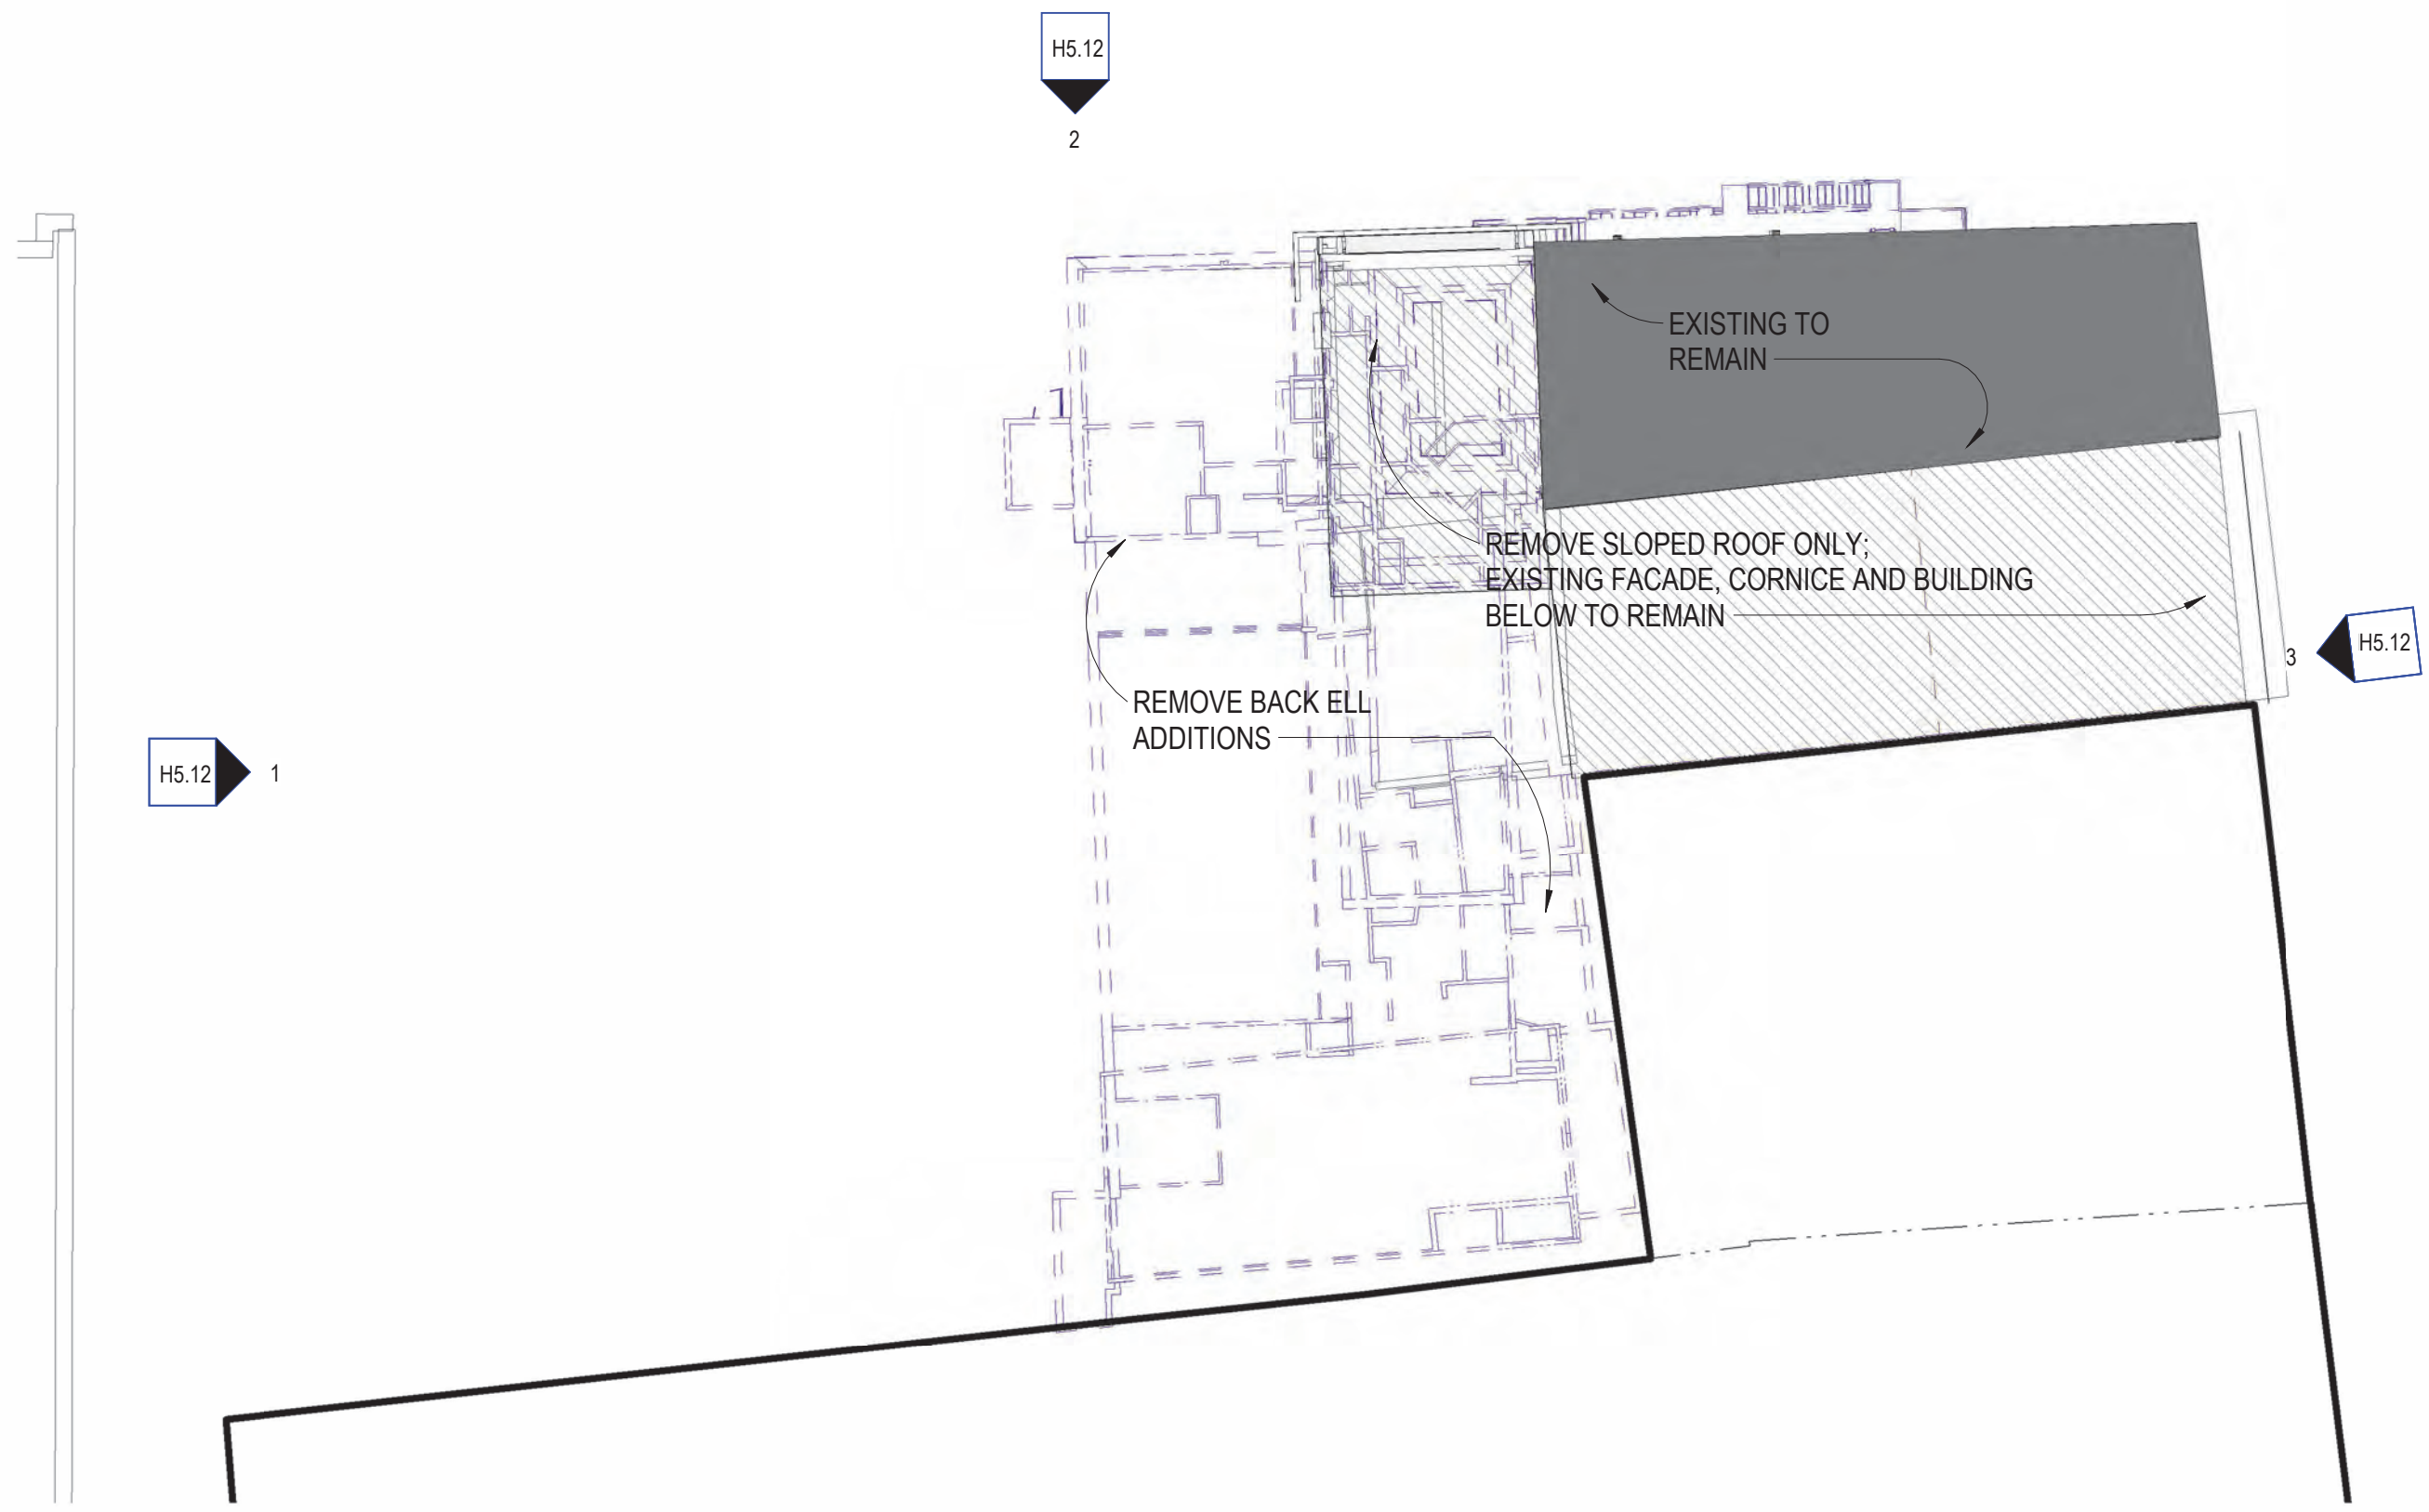 H5.12
2
EXISTING TO
REMAIN
REMOVE SLOPED ROOF ONLY;
EXISTING FACADE, CORNICE AND BUILDING
BELOW TO REMAIN
H5.12
3
REMOVE BACK ELL
ADDITIONS
H5.12
1